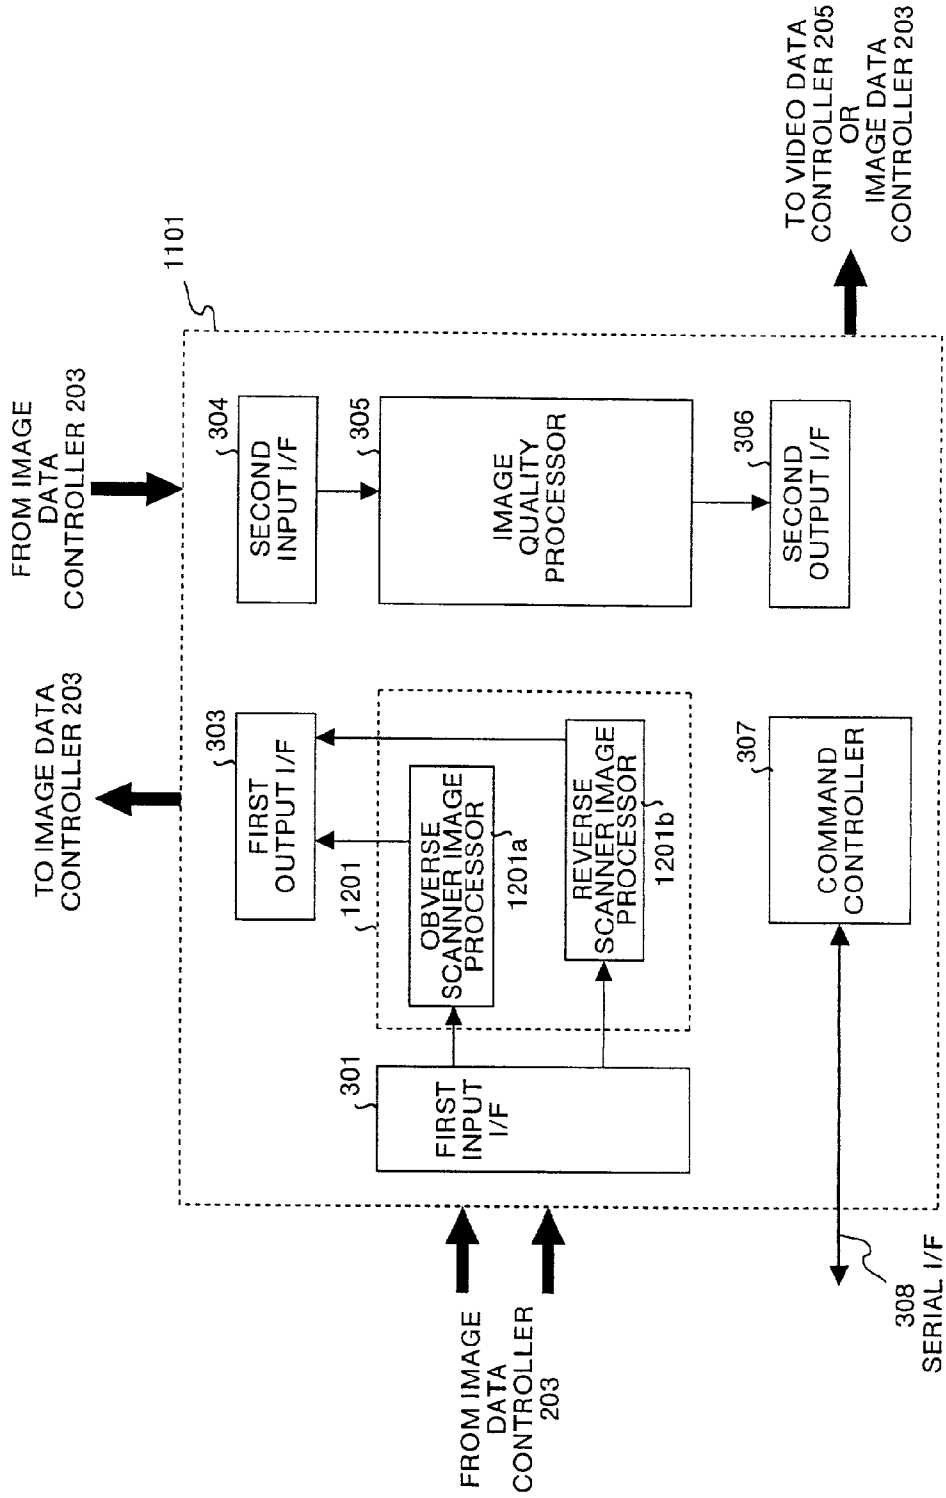 FROM IMAGE
DATA
CONTROLLER
203
TO IMAGE DATA
CONTROLLER 203
FROM IMAGE
DATA
CONTROLLER 203
1101
301
FIRST
INPUT
I/F
1201
OBVERSE
SCANNER IMAGE
PROCESSOR
1201a
REVERSE
SCANNER IMAGE
PROCESSOR
1201b
303
FIRST
OUTPUT I/F
304
SECOND
INPUT I/F
305
IMAGE
QUALITY
PROCESSOR
306
SECOND
OUTPUT I/F
307
COMMAND
CONTROLLER
308
SERIAL I/F
TO VIDEO DATA
CONTROLLER 205
OR
IMAGE DATA
CONTROLLER 203